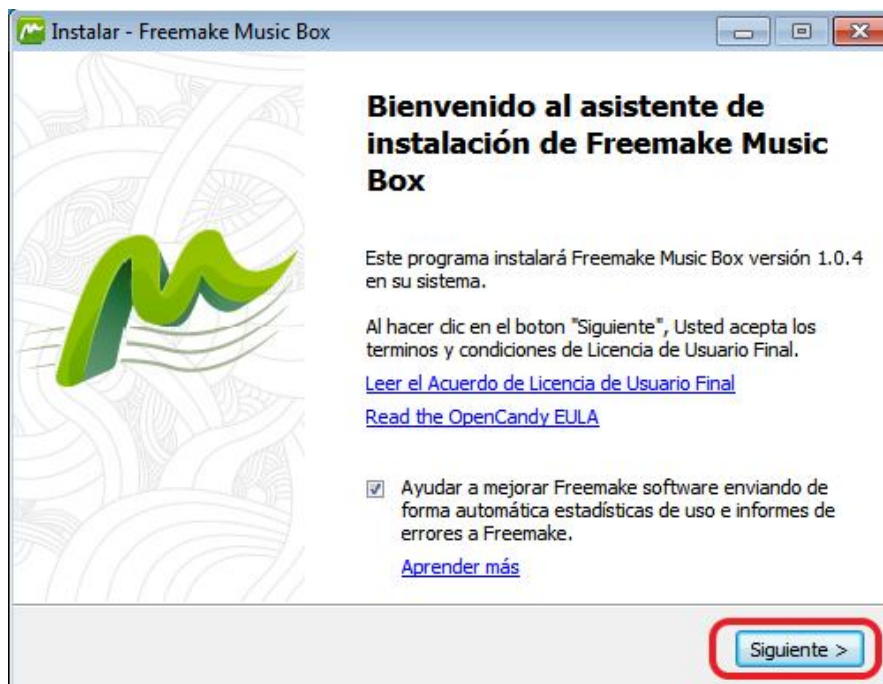 Instalar - Freemake Music Box
Bienvenido al asistente de
instalación de Freemake Music
Box
Este programa instalará Freemake Music Box versión 1.0.4
en su sistema.
Al hacer clic en el boton "Siguiente", Usted acepta los
terminos y condiciones de Licencia de Usuario Final.
Leer el Acuerdo de Licencia de Usuario Final
Read the OpenCandy EULA
Ayudar a mejorar Freemake software enviando de
forma automática estadísticas de uso e informes de
errores a Freemake.
Aprender más
Siguiente >